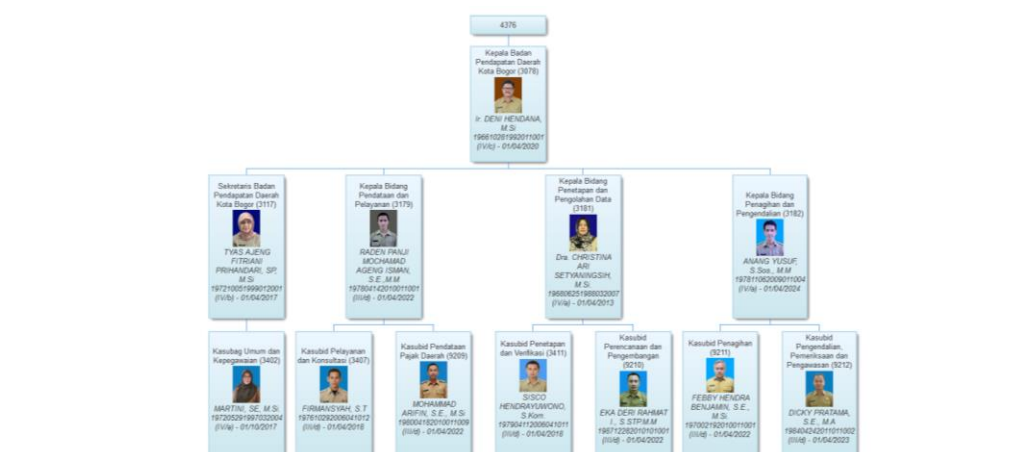 4376
Kepala Badan
Pendapatan Daerah
Kota Bogor (3978)
Ir. DENI HENDANA,
M.Si
196610281992011001
(IV/c) - 01/04/2020
Sekretaris Badan
Pendapatan Daerah
Kota Bogor (3117)
TYAS AJENG
FITRIANI
PRIHANDARI, SP,
M.Si
197210051999012001
(IV/b) - 01/04/2017
Kepala Bidang
Pendataan dan
Pelayanan (3179)
RADEN PANJI
MOCHAMAD
AGENG ISMAN,
S.E.,M.M
197804142010011001
(III/d) - 01/04/2022
Kepala Bidang
Penetapan dan
Pengolahan Data
(3181)
Dra. CHRISTINA
ARI
SETYANINGSIH,
M.Si.
196806251988032007
(IV/a) - 01/04/2013
Kepala Bidang
Penagihan dan
Pengendalian (3182)
ANANG YUSUF,
S.Sos., M.M
197811062009011004
(IV/a) - 01/04/2024
Kasubag Umum dan
Kepegawaian (3402)
MARTINI, SE, M.Si.
197205291997032004
(IV/a) - 01/10/2017
Kasubid Pelayanan
dan Konsultasi (3407)
FIRMANSYAH, S.T
197610292006041012
(III/d) - 01/04/2018
Kasubid Pendataan
Pajak Daerah (9209)
MOHAMMAD
ARIFIN, S.E., M.Si
198004182010011009
(III/d) - 01/04/2022
Kasubid Penetapan
dan Verifikasi (3411)
SISCO
HENDRAYUWONO,
S.Kom.
197904112006041011
(III/d) - 01/04/2018
Kasubid
Perencanaan dan
Pengembangan
(9210)
EKA DERI RAHMAT
I., S.STP.M.M
198712282010101001
(III/d) - 01/04/2022
Kasubid Penagihan
(9211)
FEBBY HENDRA
BENJAMIN, S.E.,
M.Si.
197002192010011001
(III/d) - 01/04/2022
Kasubid
Pengendalian,
Pemeriksaan dan
Pengawasan (9212)
DICKY PRATAMA,
S.E., M.A
198404242011011002
(III/d) - 01/04/2023